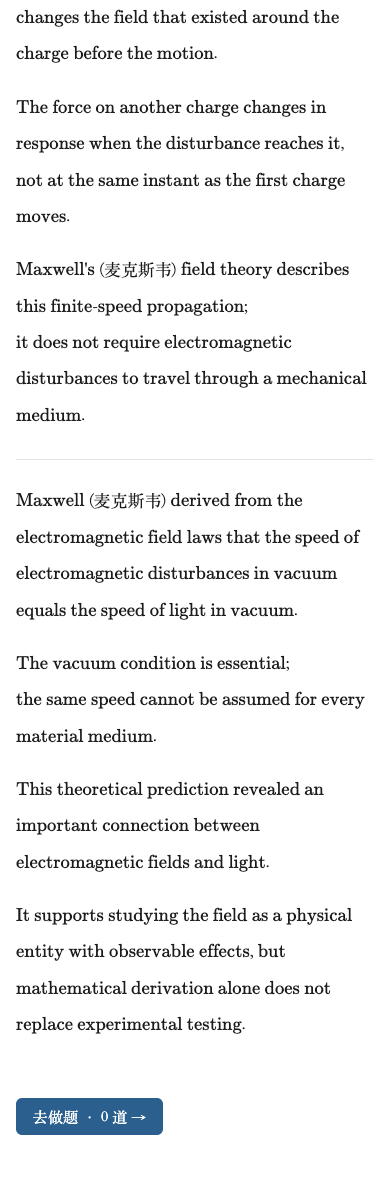 changes the field that existed around the
charge before the motion.
The force on another charge changes in
response when the disturbance reaches it,
not at the same instant as the first charge
moves.
Maxwell's (麦克斯韦) field theory describes
this finite-speed propagation;
it does not require electromagnetic
disturbances to travel through a mechanical
medium.
Maxwell (麦克斯韦) derived from the
electromagnetic field laws that the speed of
electromagnetic disturbances in vacuum
equals the speed of light in vacuum.
The vacuum condition is essential;
the same speed cannot be assumed for every
material medium.
This theoretical prediction revealed an
important connection between
electromagnetic fields and light.
It supports studying the field as a physical
entity with observable effects, but
mathematical derivation alone does not
replace experimental testing.
去做题 · 0 道 →